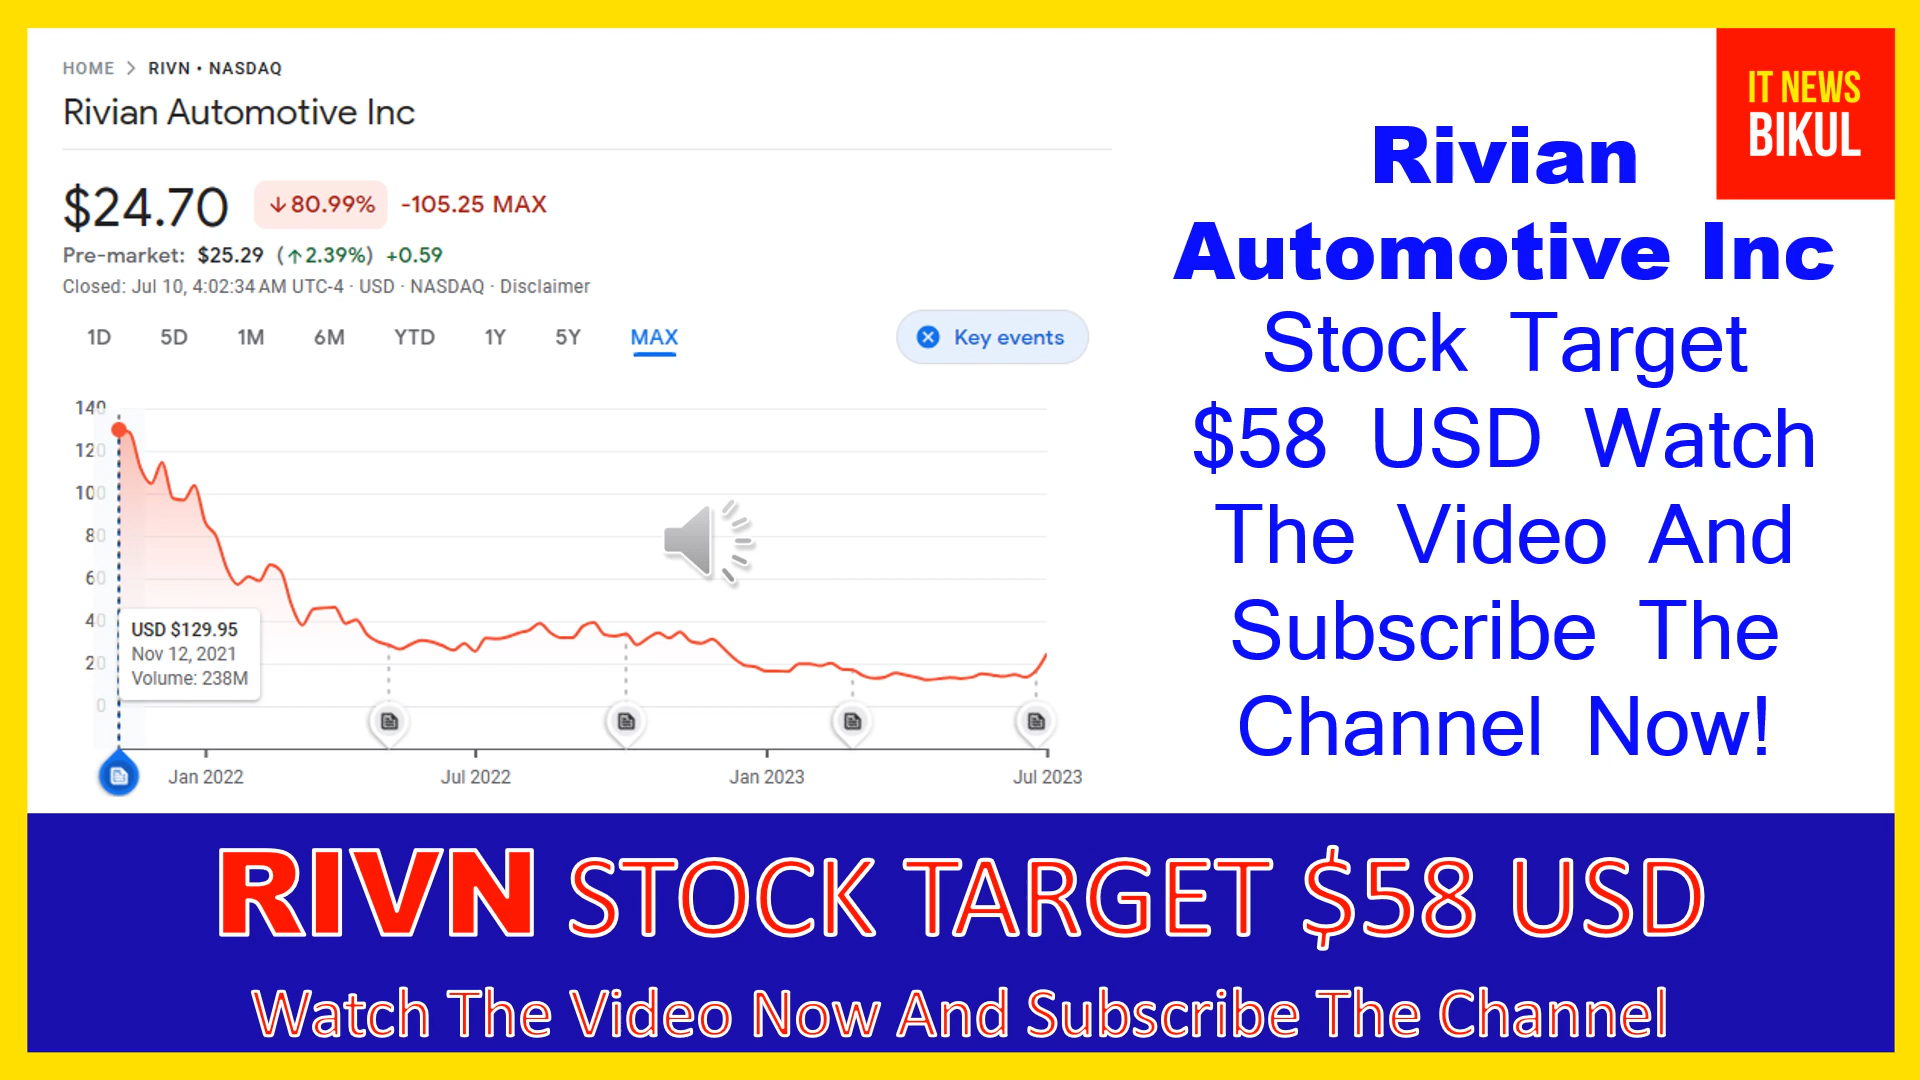 HOME > RIVN • NASDAQ
Rivian Automotive Inc
$24.70 ↓80.99% -105.25 MAX
Pre-market: $25.29 (↑2.39%) +0.59
Closed: Jul 10, 4:02:34 AM UTC-4 · USD · NASDAQ · Disclaimer
1D 5D 1M 6M YTD 1Y 5Y MAX
Key events
140
120
100
80
60
40
20
0
USD $129.95
Nov 12, 2021
Volume: 238M
Jan 2022 Jul 2022 Jan 2023 Jul 2023
IT NEWS
BIKUL
Rivian
Automotive Inc
Stock Target
$58 USD Watch
The Video And
Subscribe The
Channel Now!
RIVN STOCK TARGET $58 USD
Watch The Video Now And Subscribe The Channel